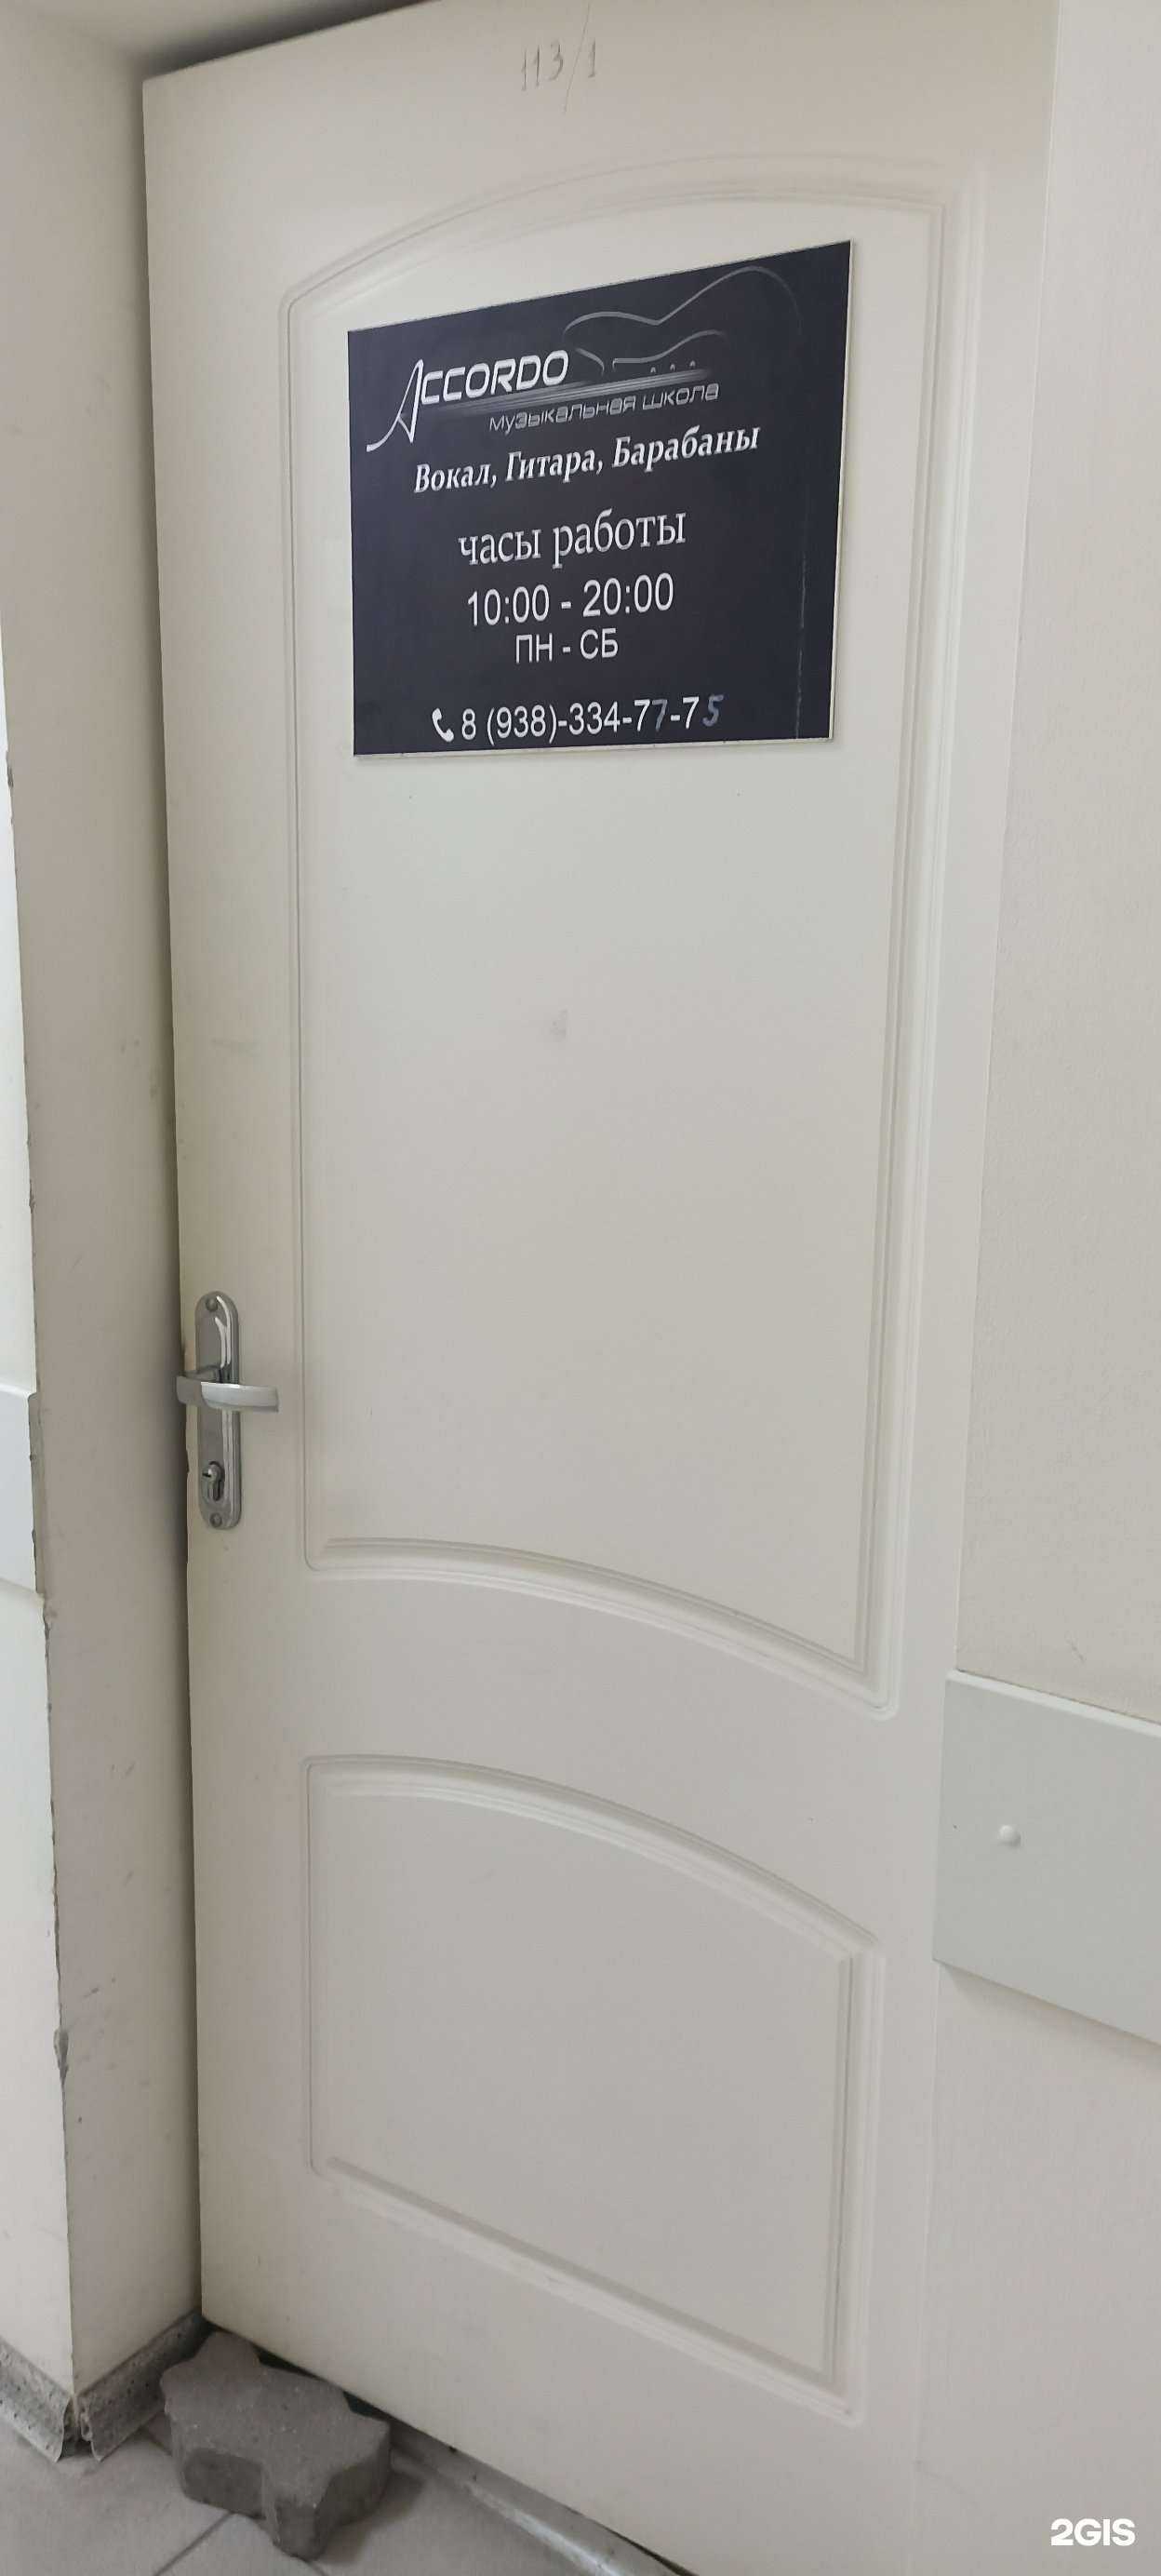 113/1
ACCORDO
музыкальная школа
Вокал, Гитара, Барабаны
часы работы
10:00 - 20:00
ПН - СБ
8 (938)-334-77-75
2GIS